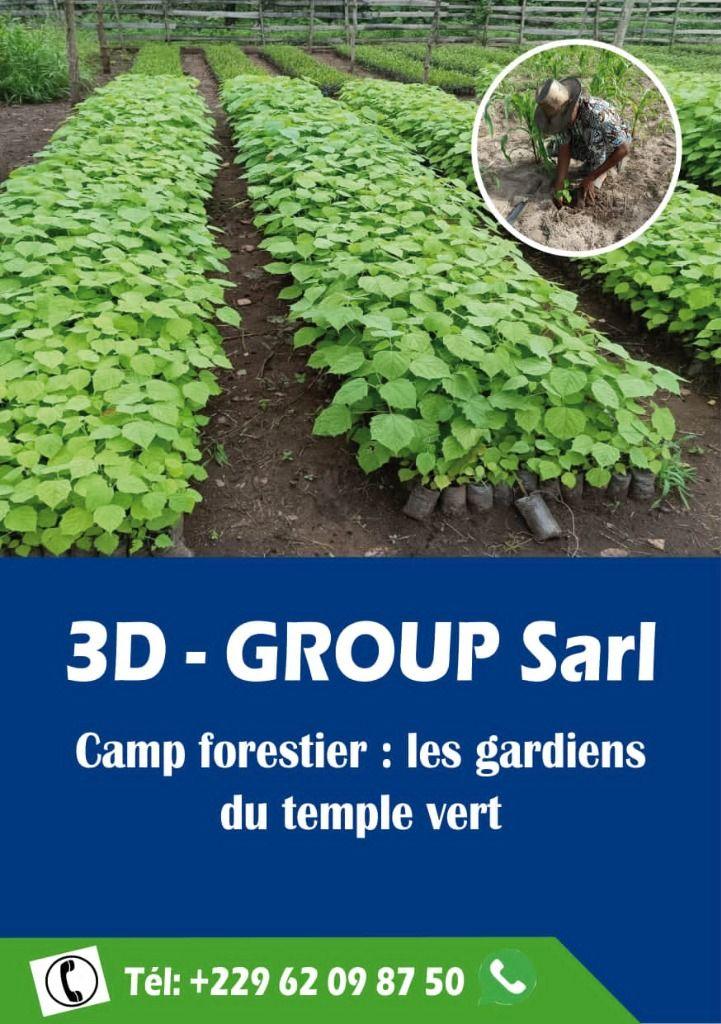 3D - GROUP Sarl
Camp forestier : les gardiens
du temple vert
Tél: +229 62 09 87 50